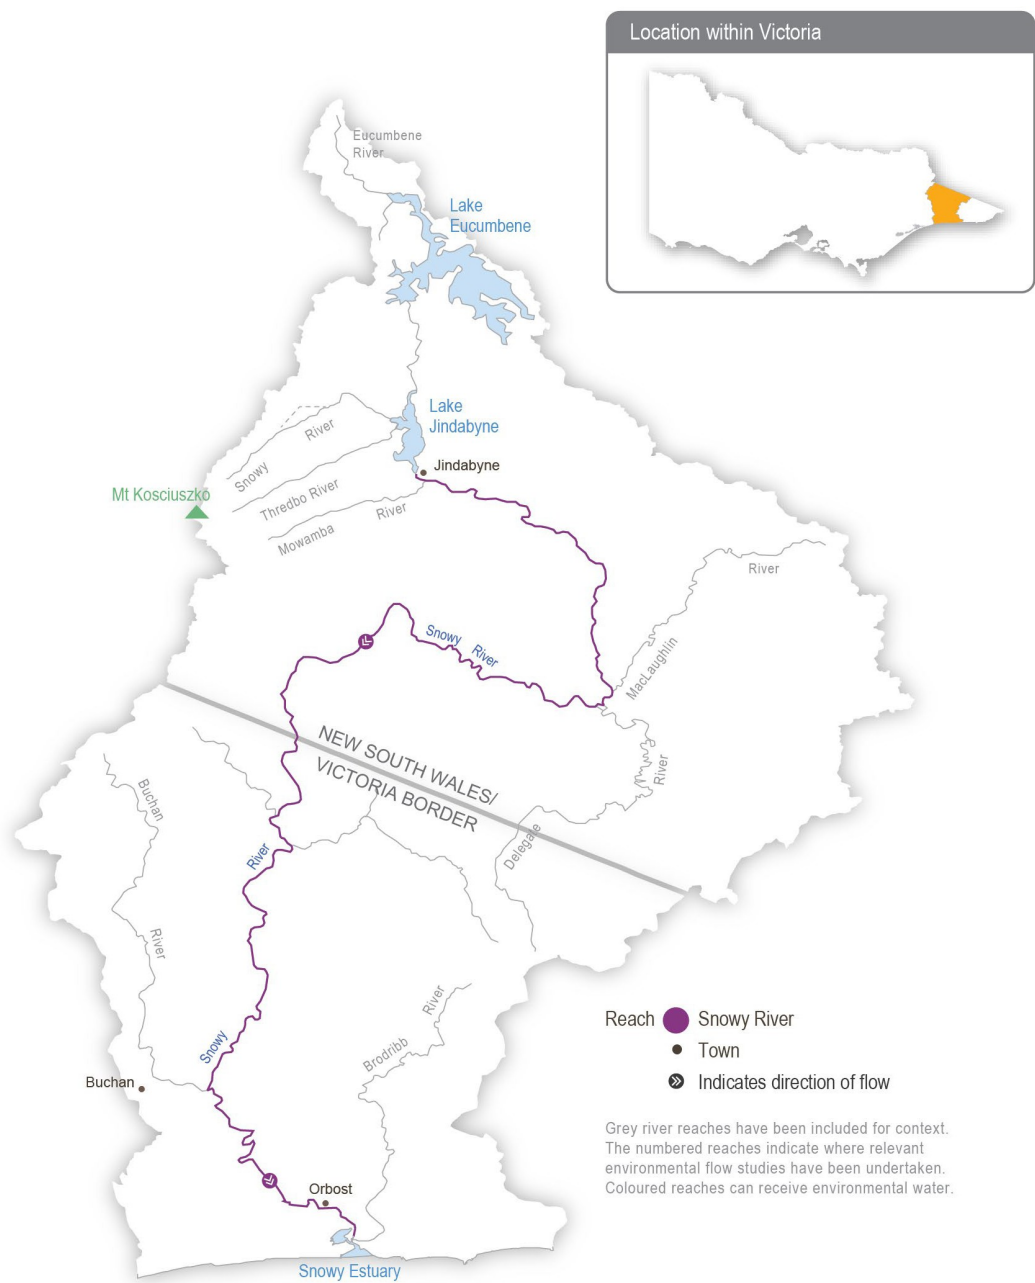 Location within Victoria
Eucumbene
River
Lake
Eucumbene
Lake
Jindabyne
Jindabyne
Snowy River
Thredbo River
Mowamba River
Mt Kosciuszko
River
MacLaughlin
Snowy River
NEW SOUTH WALES/
VICTORIA BORDER
River
Delegate
Buchan
River
River
Snowy
River
Brodribb
Buchan
Orbost
Snowy Estuary
Reach Snowy River
Town
Indicates direction of flow
Grey river reaches have been included for context.
The numbered reaches indicate where relevant
environmental flow studies have been undertaken.
Coloured reaches can receive environmental water.